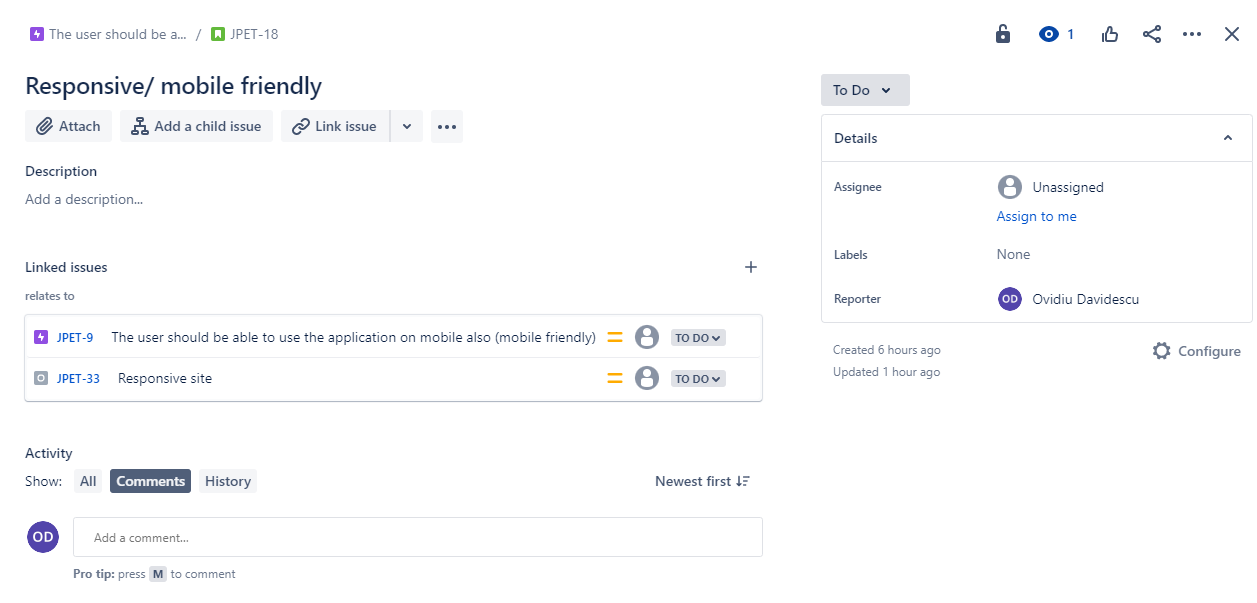 The user should be a... / JPET-18
1
Responsive/ mobile friendly
To Do
Attach Add a child issue Link issue
Details
Description
Add a description...
Assignee Unassigned
Assign to me
Labels None
Reporter OD Ovidiu Davidescu
Created 6 hours ago
Updated 1 hour ago
Configure
Linked issues
relates to
JPET-9 The user should be able to use the application on mobile also (mobile friendly) TO DO
JPET-33 Responsive site TO DO
Activity
Show: All Comments History Newest first
OD Add a comment...
Pro tip: press M to comment